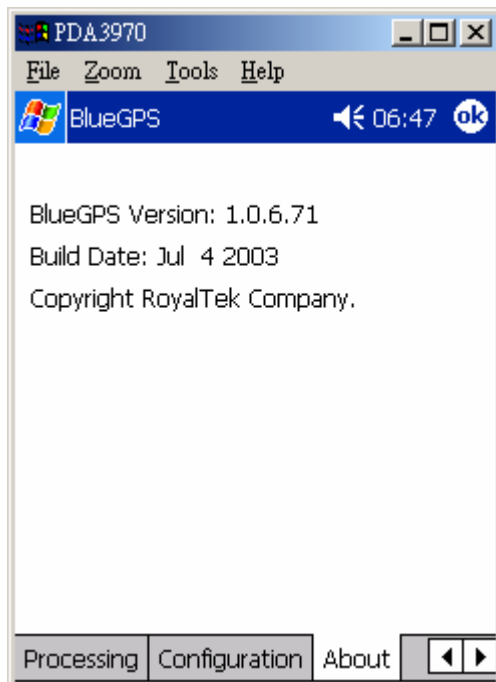 PDA3970
File Zoom Tools Help
BlueGPS 06:47 ok
BlueGPS Version: 1.0.6.71
Build Date: Jul 4 2003
Copyright RoyalTek Company.
Processing Configuration About